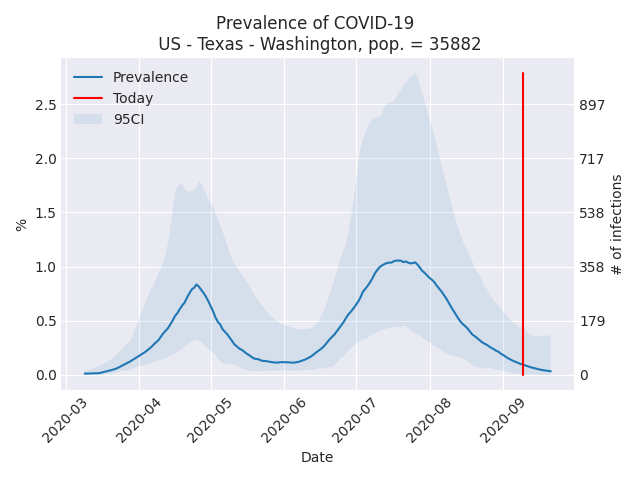 Prevalence of COVID-19
US - Texas - Washington, pop. = 35882
Prevalence
Today
95CI
2.5
2.0
1.5
1.0
0.5
0.0
%
897
717
538
358
179
0
# of infections
2020-03
2020-04
2020-05
2020-06
2020-07
2020-08
2020-09
Date